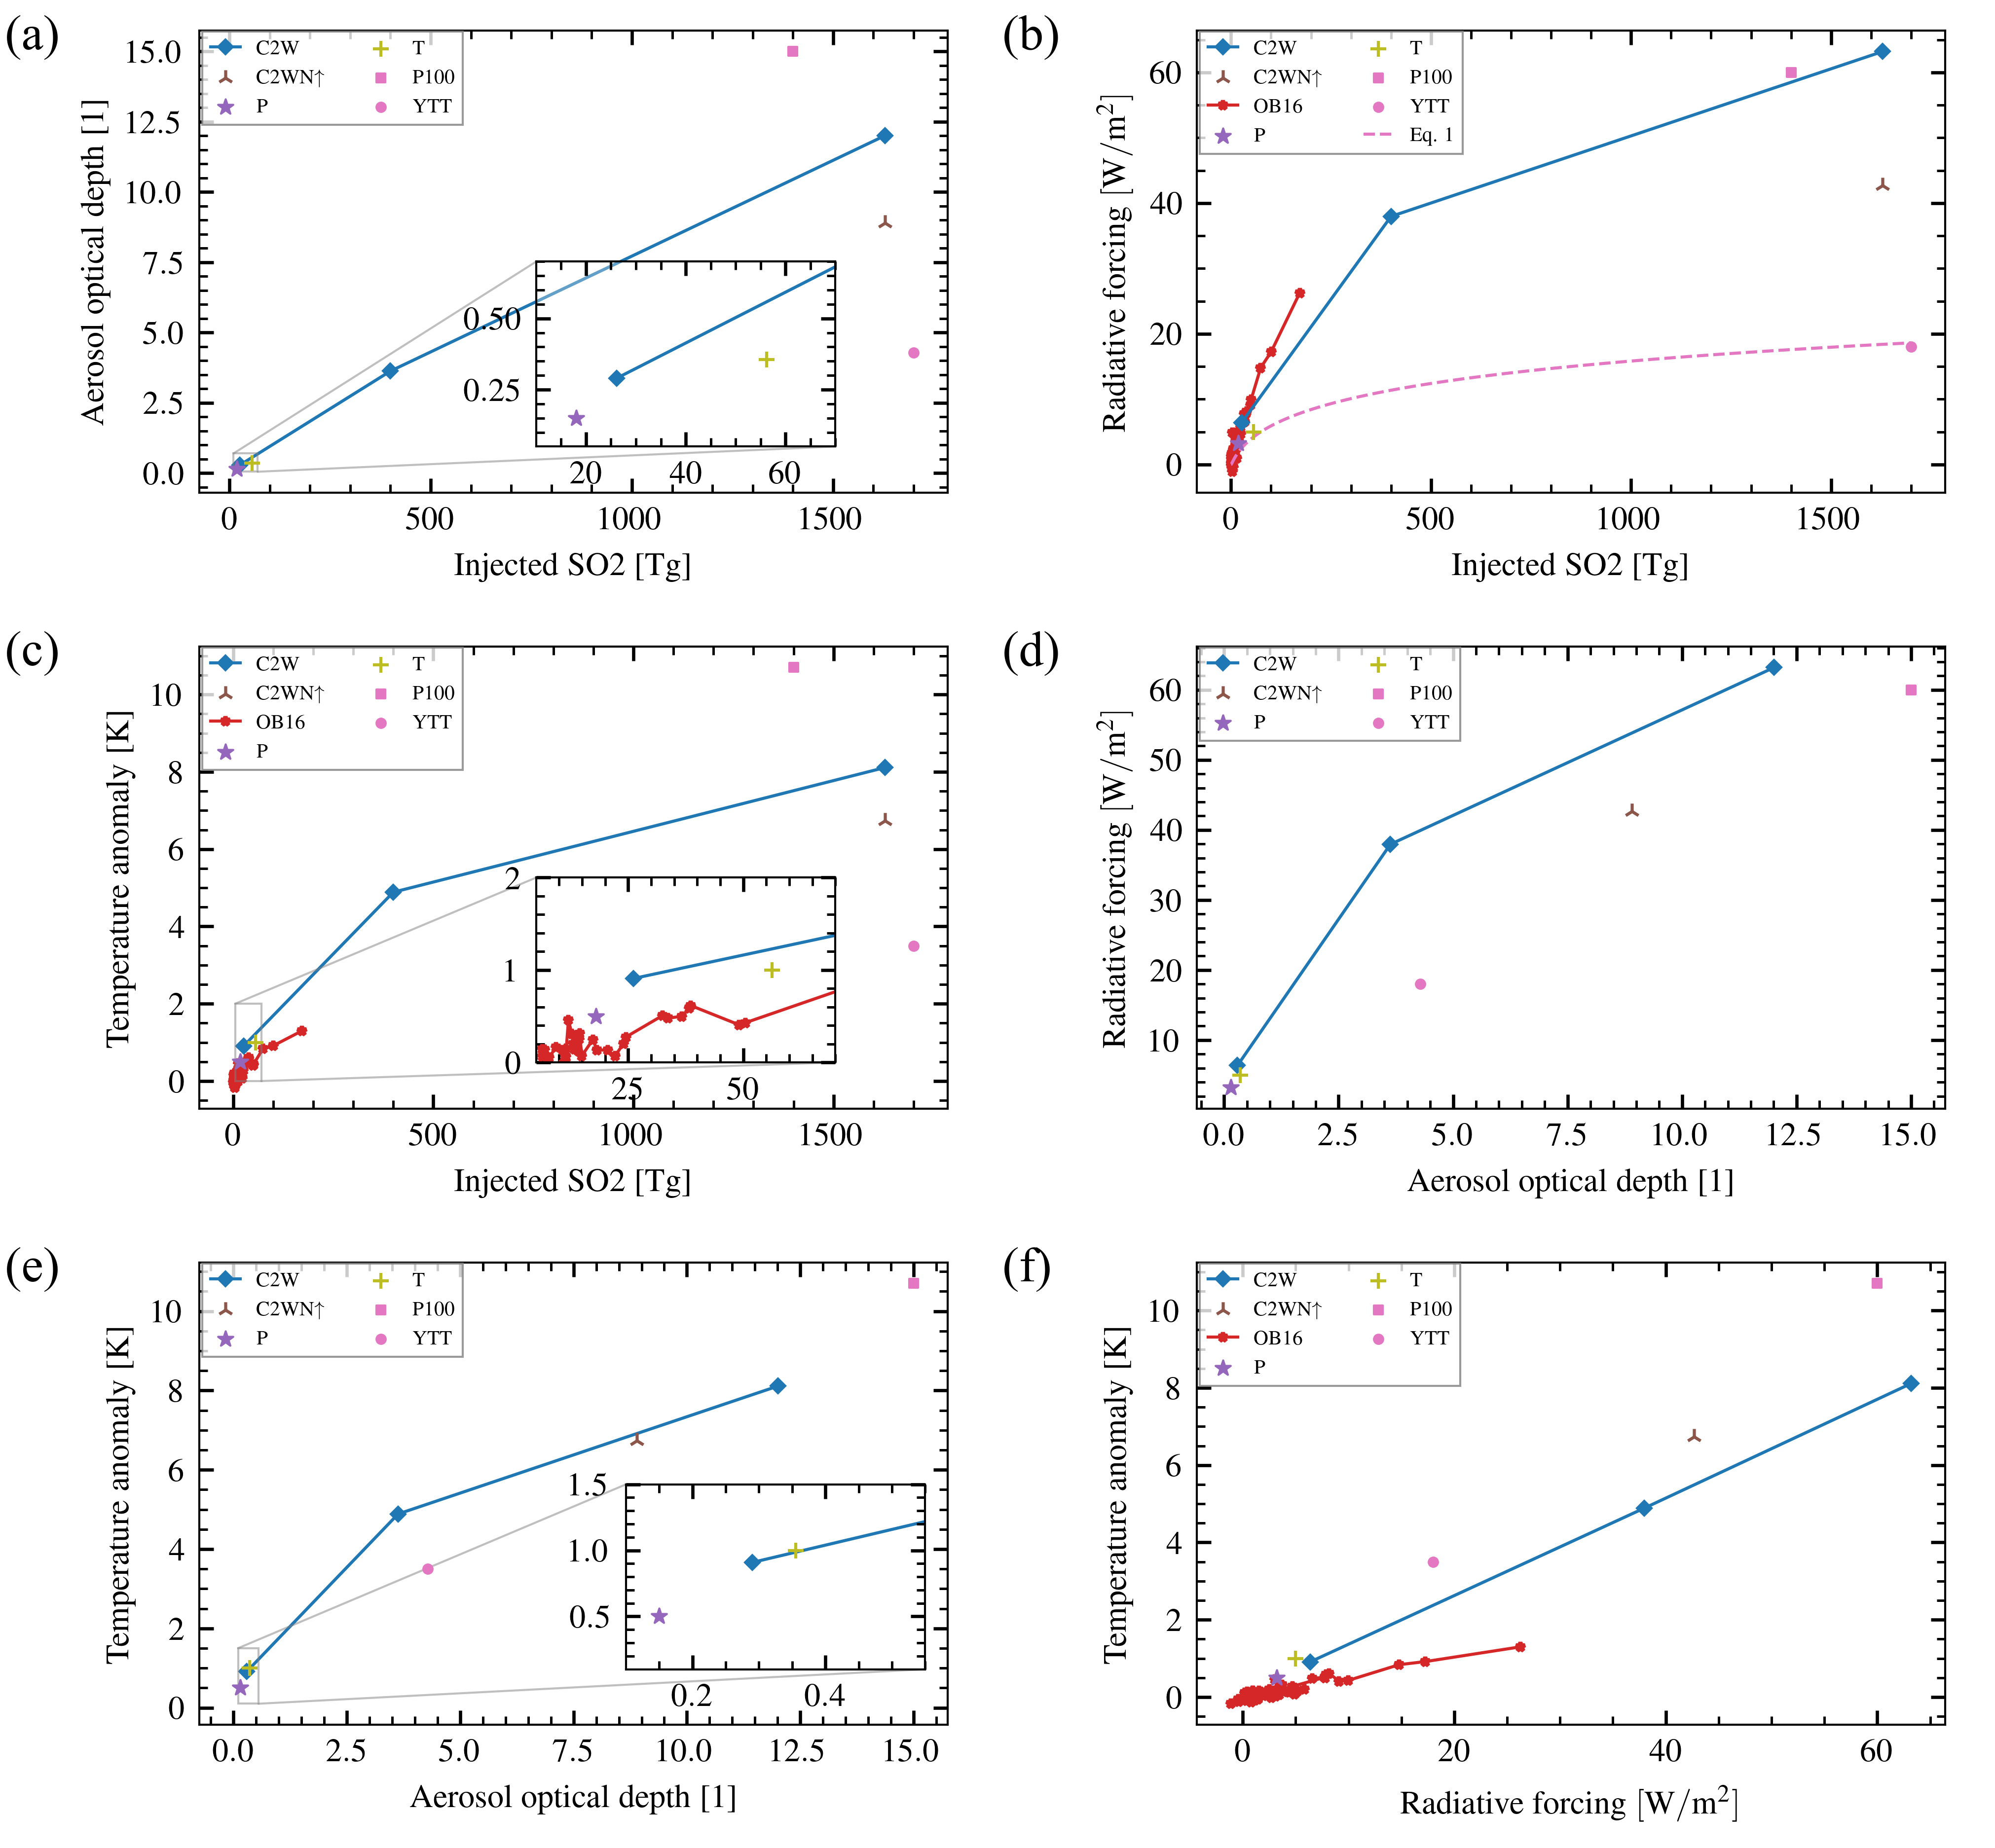 (a)
C2W T
C2WN↑ P100
P YTT
Aerosol optical depth [1]
15.0
12.5
10.0
7.5
5.0
2.5
0.0
0.50
0.25
20 40 60
0 500 1000 1500
Injected SO2 [Tg]
(b)
C2W T
C2WN↑ P100
OB16 YTT
P Eq. 1
Radiative forcing [W/m²]
60
40
20
0
0 500 1000 1500
Injected SO2 [Tg]
(c)
C2W T
C2WN↑ P100
OB16 YTT
P
Temperature anomaly [K]
10
8
6
4
2
0
2
1
0
25 50
0 500 1000 1500
Injected SO2 [Tg]
(d)
C2W T
C2WN↑ P100
P YTT
Radiative forcing [W/m²]
60
50
40
30
20
10
0.0 2.5 5.0 7.5 10.0 12.5 15.0
Aerosol optical depth [1]
(e)
C2W T
C2WN↑ P100
P YTT
Temperature anomaly [K]
10
8
6
4
2
0
1.5
1.0
0.5
0.2 0.4
0.0 2.5 5.0 7.5 10.0 12.5 15.0
Aerosol optical depth [1]
(f)
C2W T
C2WN↑ P100
OB16 YTT
P
Temperature anomaly [K]
10
8
6
4
2
0
0 20 40 60
Radiative forcing [W/m²]